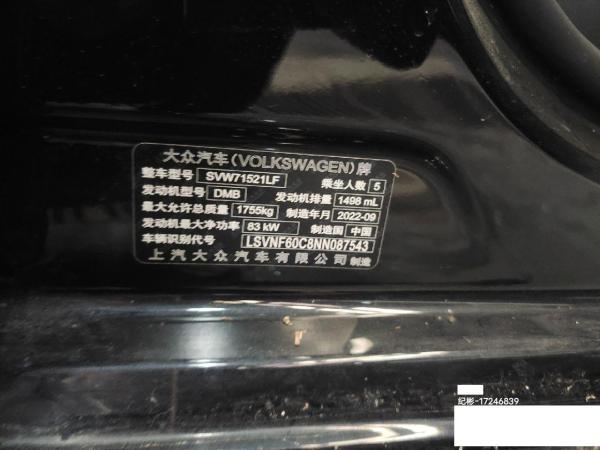 大众汽车(VOLKSWAGEN)牌
整车型号 SVW71521LF 乘坐人数 5
发动机型号 DMB 发动机排量 1498 mL
最大允许总质量 1755kg 制造年月 2022-09
发动机最大净功率 83 kW 制造国 中国
车辆识别代号 LSVNF60C8NN087543
上汽大众汽车有限公司 制造
纪彬-17246839